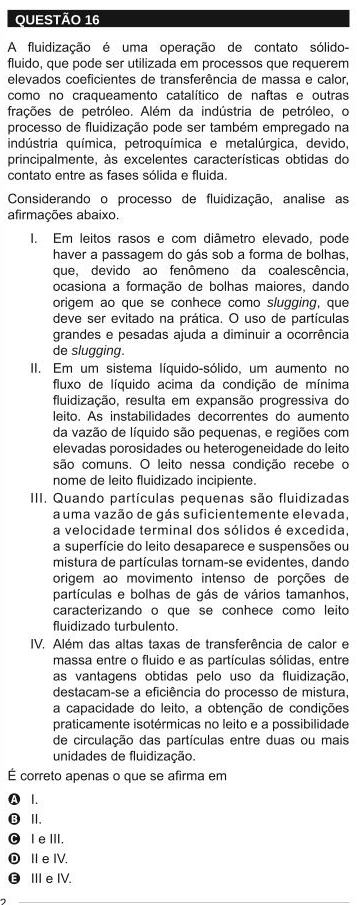 QUESTÃO 16
A fluidização é uma operação de contato sólido-
fluido, que pode ser utilizada em processos que requerem
elevados coeficientes de transferência de massa e calor,
como no craqueamento catalítico de naftas e outras
frações de petróleo. Além da indústria de petróleo, o
processo de fluidização pode ser também empregado na
indústria química, petroquímica e metalúrgica, devido,
principalmente, às excelentes características obtidas do
contato entre as fases sólida e fluida.
Considerando o processo de fluidização, analise as
afirmações abaixo.
I. Em leitos rasos e com diâmetro elevado, pode
haver a passagem do gás sob a forma de bolhas,
que, devido ao fenômeno da coalescência,
ocasiona a formação de bolhas maiores, dando
origem ao que se conhece como slugging, que
deve ser evitado na prática. O uso de partículas
grandes e pesadas ajuda a diminuir a ocorrência
de slugging.
II. Em um sistema líquido-sólido, um aumento no
fluxo de líquido acima da condição de mínima
fluidização, resulta em expansão progressiva do
leito. As instabilidades decorrentes do aumento
da vazão de líquido são pequenas, e regiões com
elevadas porosidades ou heterogeneidade do leito
são comuns. O leito nessa condição recebe o
nome de leito fluidizado incipiente.
III. Quando partículas pequenas são fluidizadas
a uma vazão de gás suficientemente elevada,
a velocidade terminal dos sólidos é excedida,
a superfície do leito desaparece e suspensões ou
mistura de partículas tornam-se evidentes, dando
origem ao movimento intenso de porções de
partículas e bolhas de gás de vários tamanhos,
caracterizando o que se conhece como leito
fluidizado turbulento.
IV. Além das altas taxas de transferência de calor e
massa entre o fluido e as partículas sólidas, entre
as vantagens obtidas pelo uso da fluidização,
destacam-se a eficiência do processo de mistura,
a capacidade do leito, a obtenção de condições
praticamente isotérmicas no leito e a possibilidade
de circulação das partículas entre duas ou mais
unidades de fluidização.
É correto apenas o que se afirma em
A I.
B II.
C I e III.
D II e IV.
E III e IV.
2